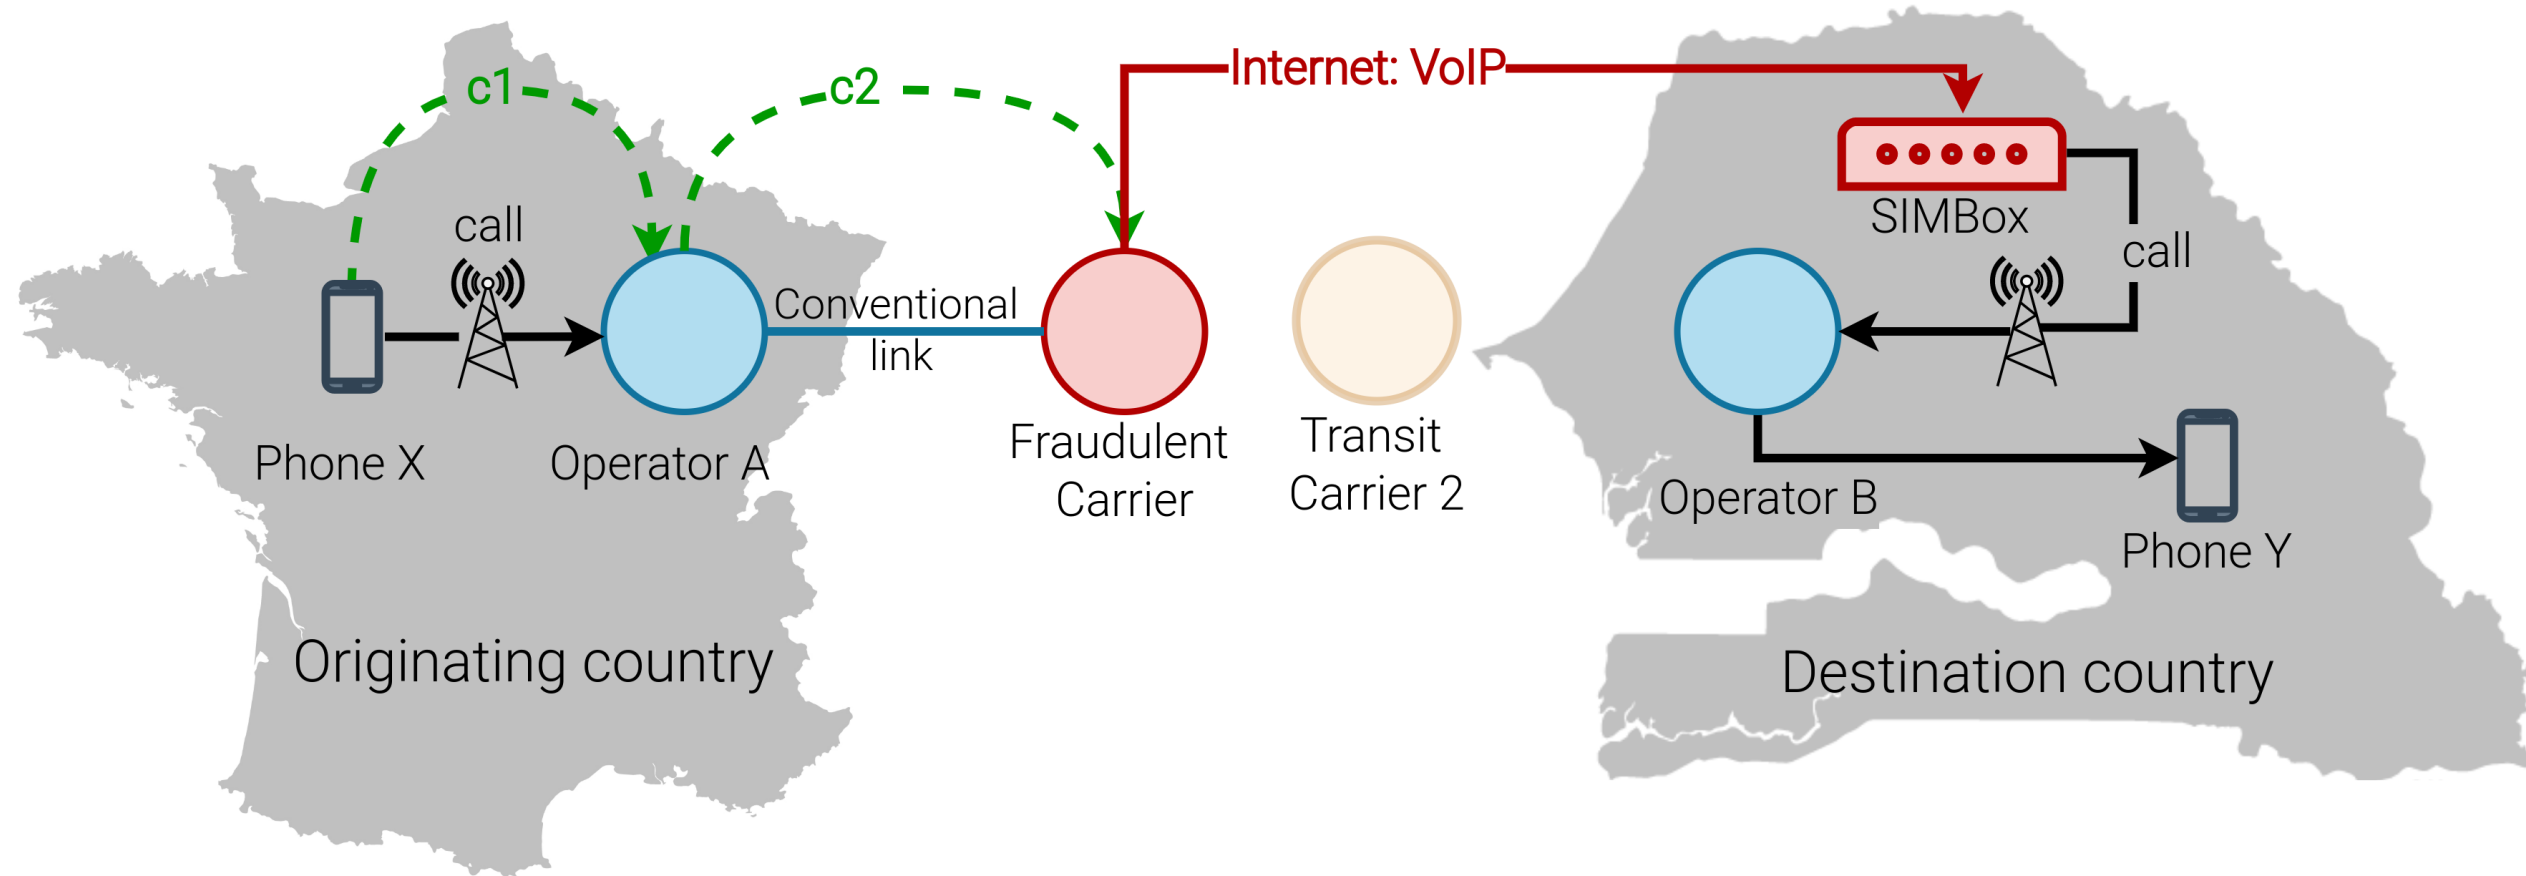 c1
c2
Internet: VoIP
call
SIMBox
call
Conventional
link
Phone X
Operator A
Fraudulent
Carrier
Transit
Carrier 2
Operator B
Phone Y
Originating country
Destination country